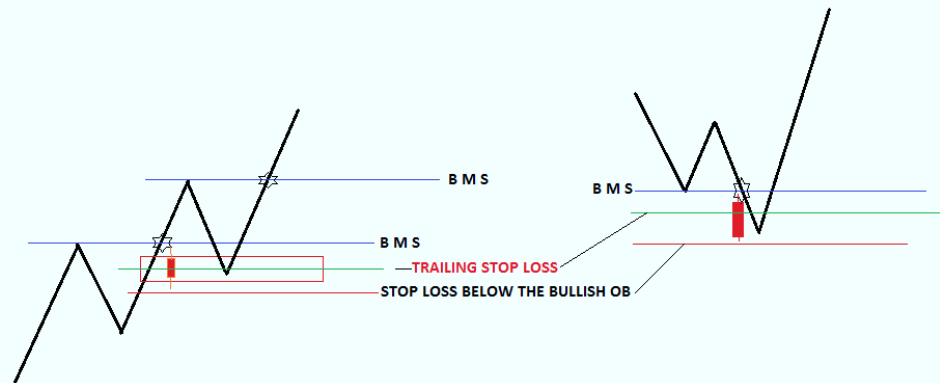 B M S
B M S
B M S
TRAILING STOP LOSS
STOP LOSS BELOW THE BULLISH OB